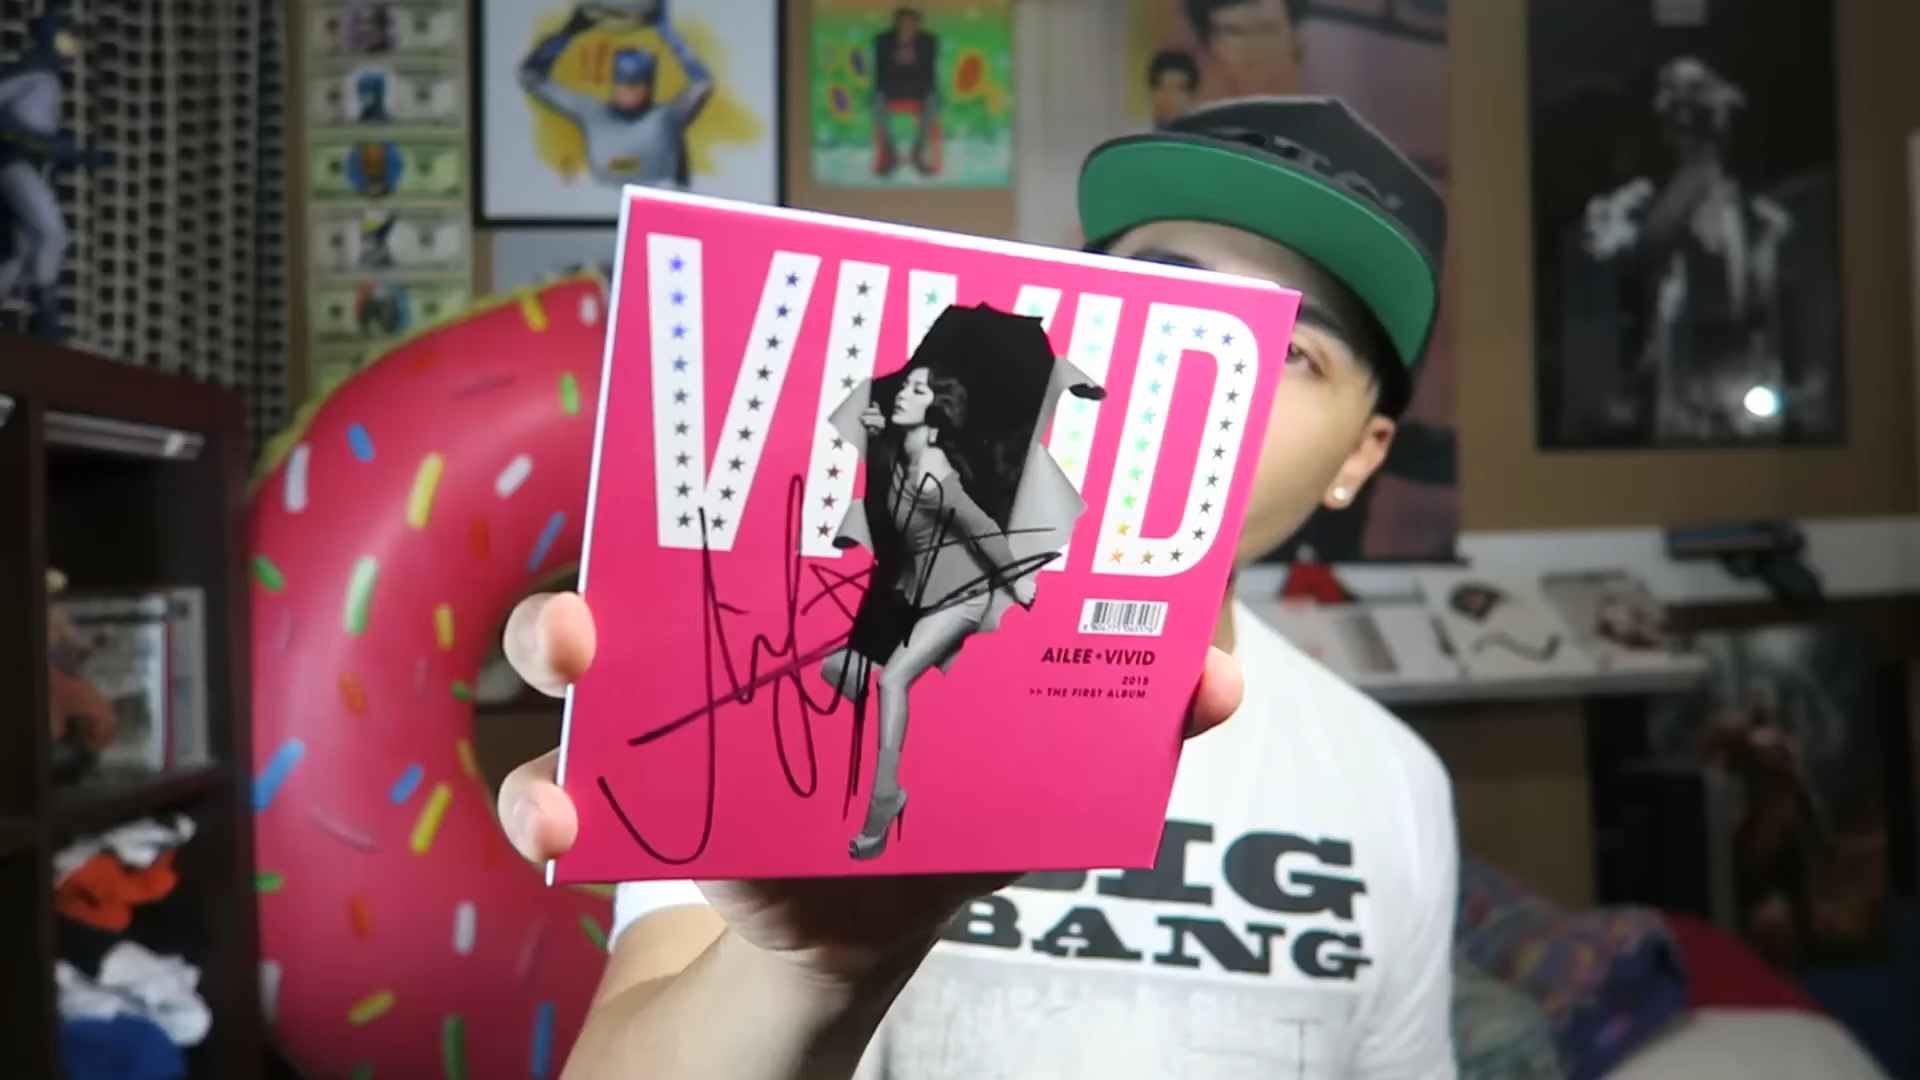 VIVID
AILEE★VIVID
2015
>> THE FIRST ALBUM
BIG
BANG